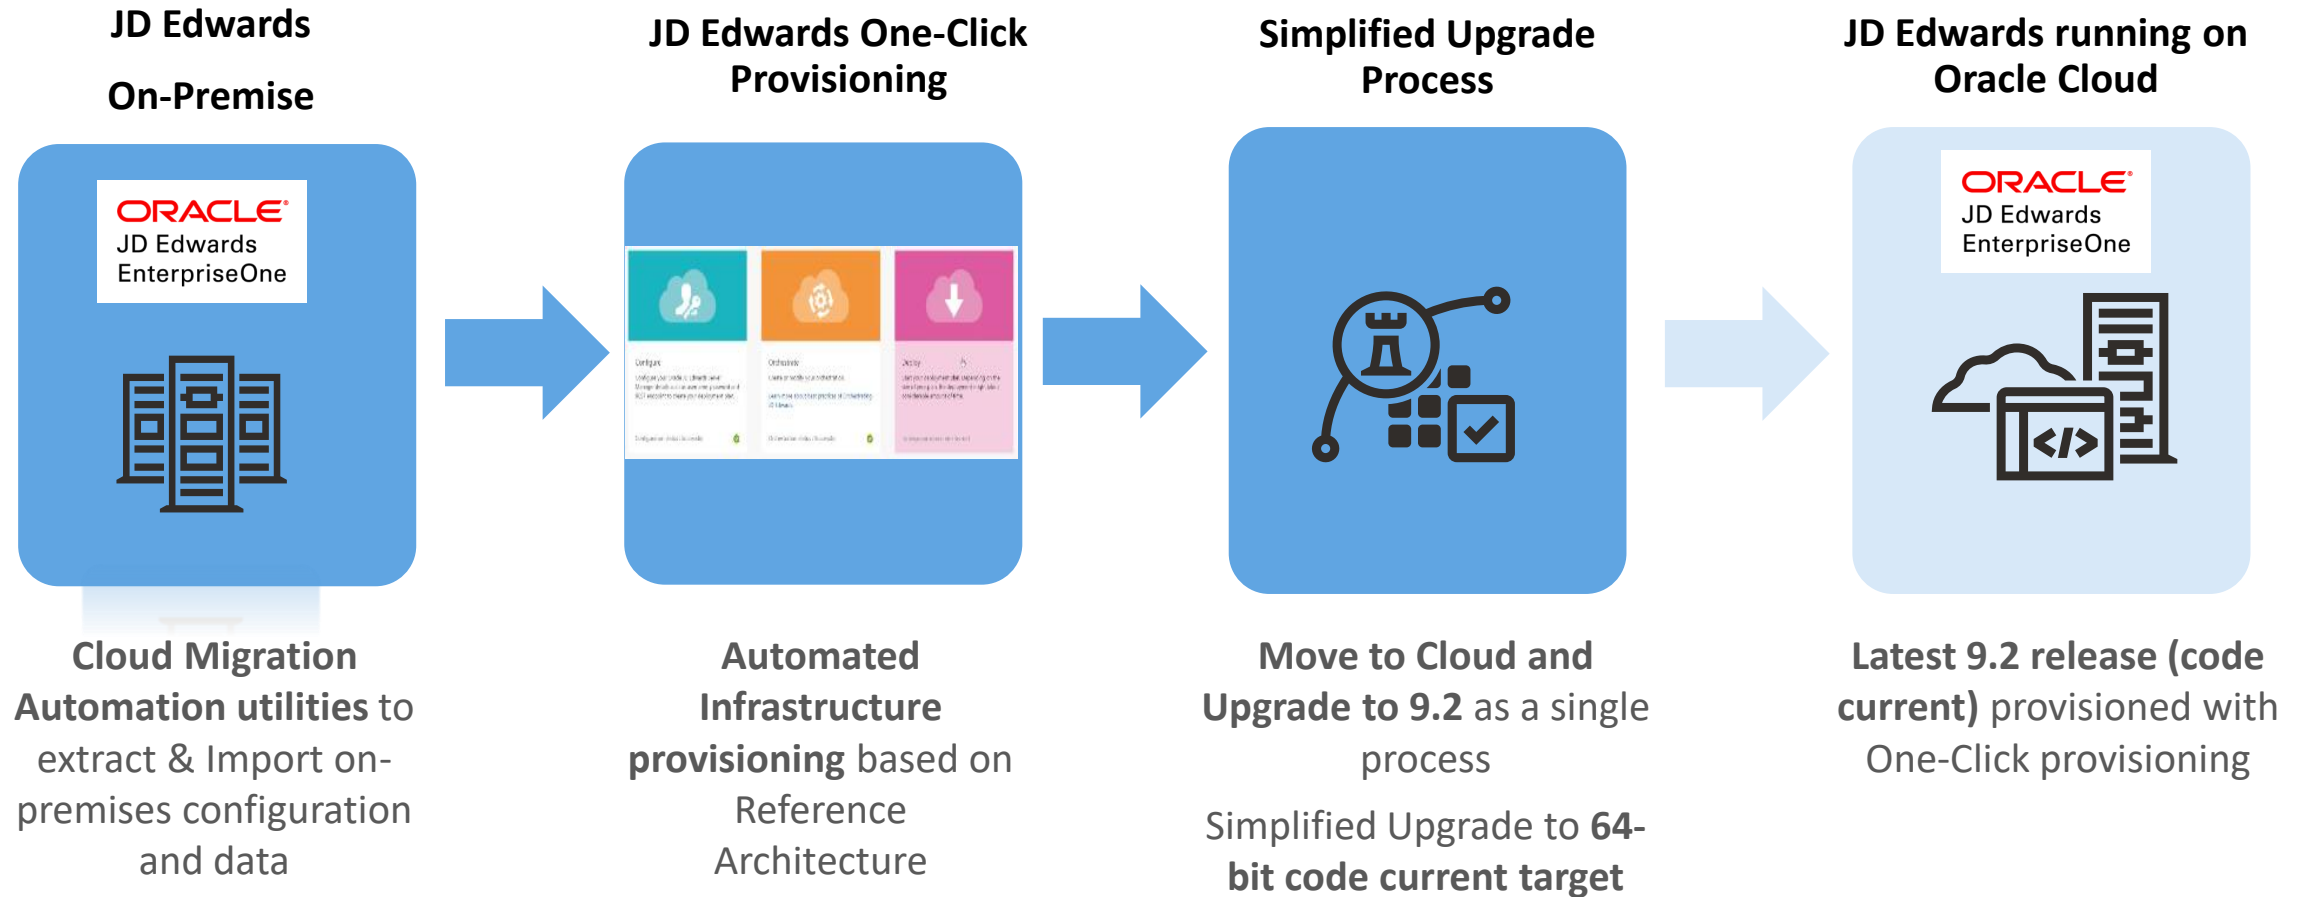 JD Edwards
On-Premise
ORACLE®
JD Edwards
EnterpriseOne
Cloud Migration
Automation utilities to
extract & Import on-
premises configuration
and data
JD Edwards One-Click
Provisioning
Configure
Orchestrate
Deploy
Automated
Infrastructure
provisioning based on
Reference
Architecture
Simplified Upgrade
Process
Move to Cloud and
Upgrade to 9.2 as a single
process
Simplified Upgrade to 64-
bit code current target
JD Edwards running on
Oracle Cloud
ORACLE®
JD Edwards
EnterpriseOne
</>
Latest 9.2 release (code
current) provisioned with
One-Click provisioning